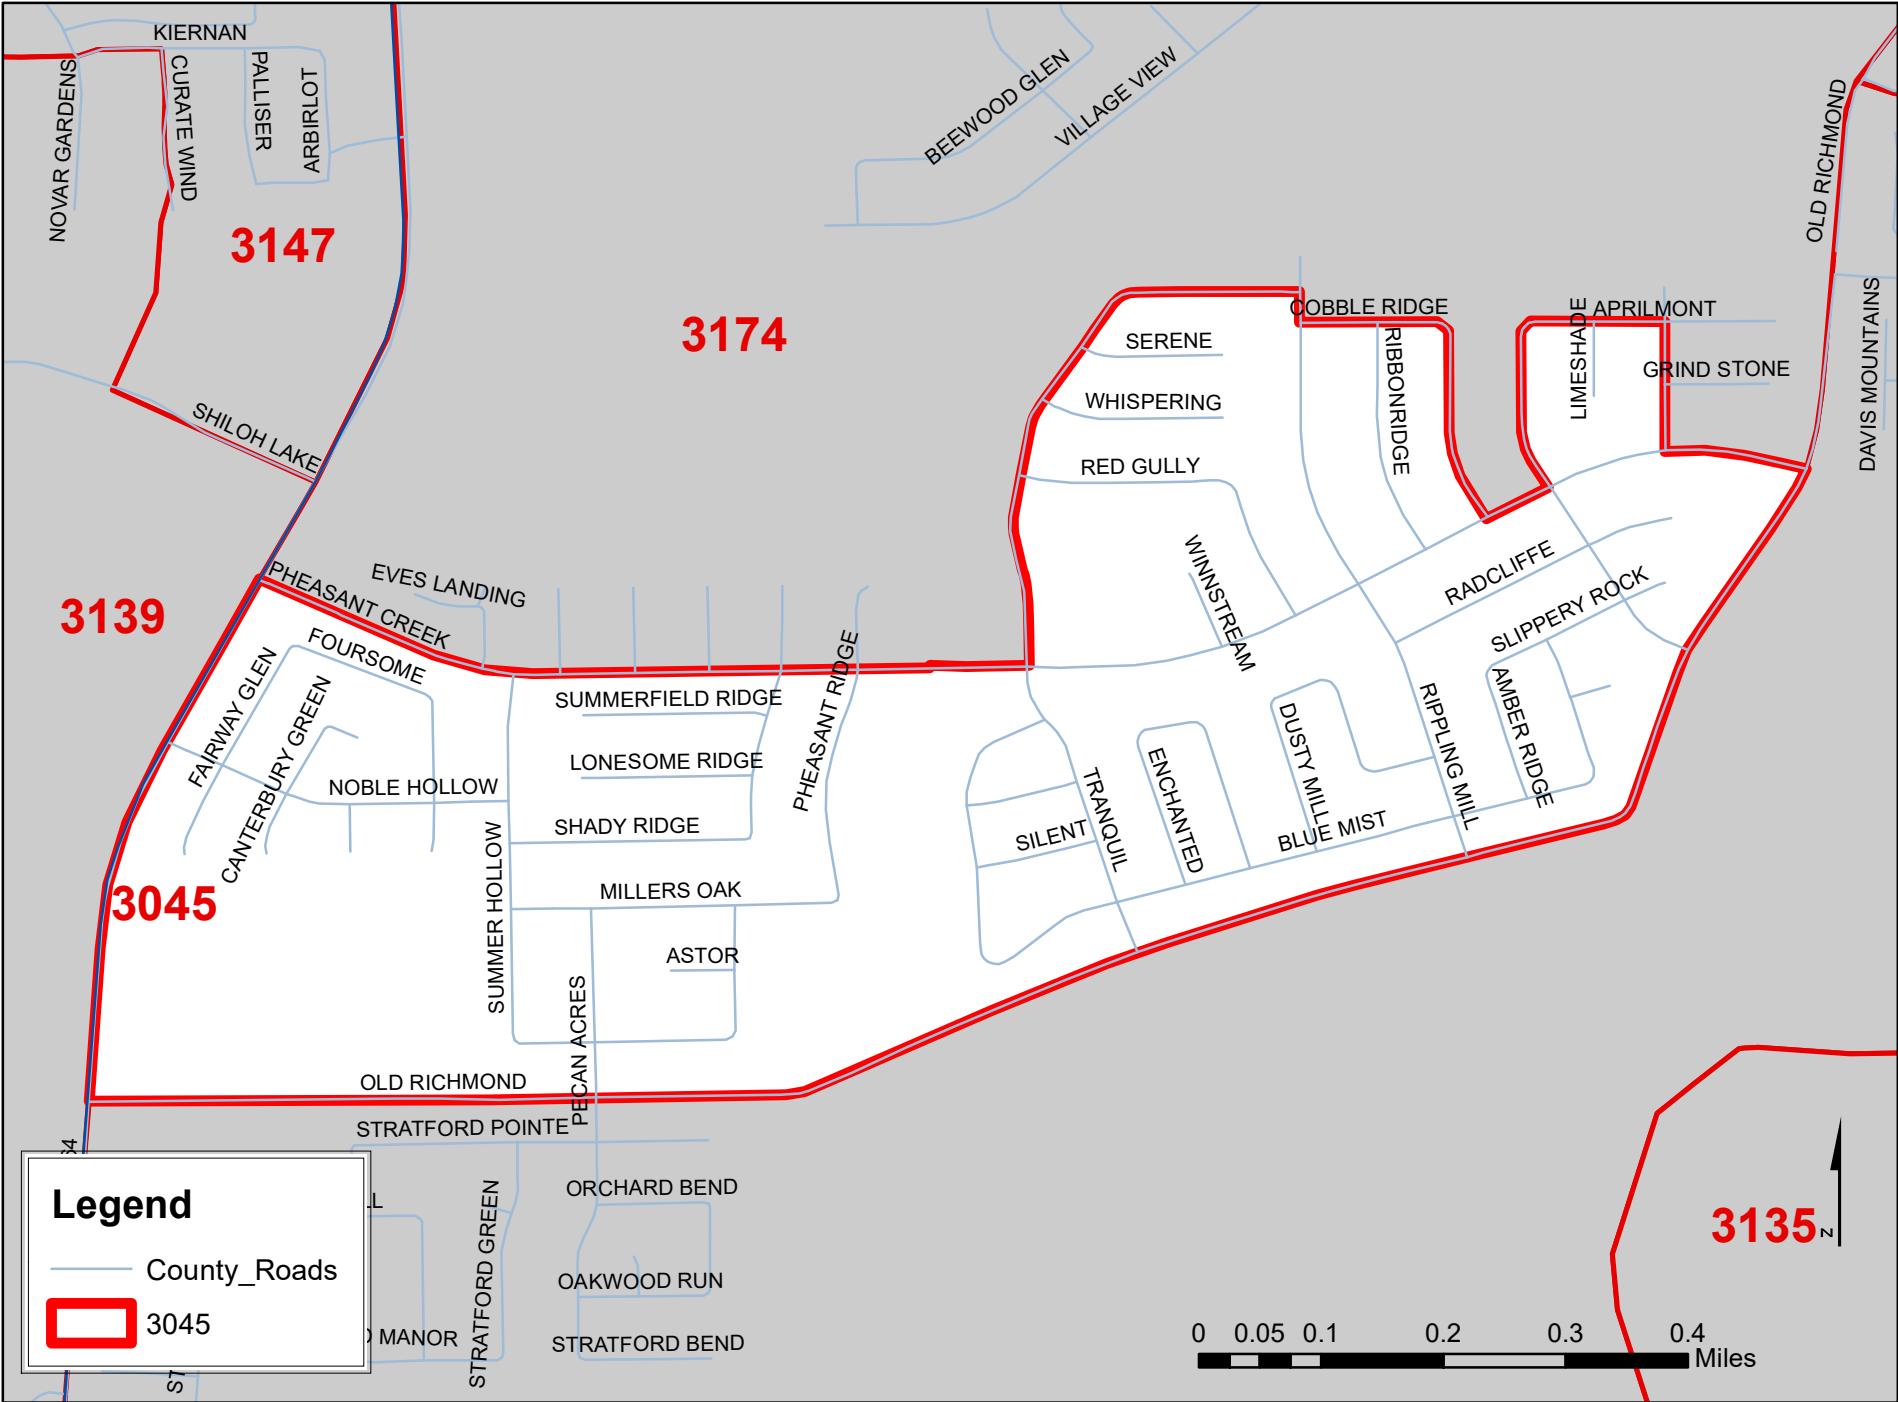 KIERNAN
NOVAR GARDENS
CURATE WIND
PALLISER
ARBIRLOT
BEEWOOD GLEN
VILLAGE VIEW
OLD RICHMOND
3147
3174
DAVIS MOUNTAINS
COBBLE RIDGE
LIMESHADE
APRILMONT
SERENE
RIBBONRIDGE
GRIND STONE
WHISPERING
SHILOH LAKE
RED GULLY
3139
PHEASANT CREEK
EVES LANDING
WINNSTREAM
RADCLIFFE
SLIPPERY ROCK
FOURSOME
FAIRWAY GLEN
CANTERBURY GREEN
SUMMERFIELD RIDGE
PHEASANT RIDGE
AMBER RIDGE
RIPPLING MILL
DUSTY MILL
ENCHANTED
TRANQUIL
LONESOME RIDGE
NOBLE HOLLOW
SHADY RIDGE
SILENT
BLUE MIST
3045
SUMMER HOLLOW
MILLERS OAK
ASTOR
PECAN ACRES
OLD RICHMOND
STRATFORD POINTE
ORCHARD BEND
STRATFORD GREEN
OAKWOOD RUN
MANOR
STRATFORD BEND
3135
Z
Legend
County_Roads
3045
0 0.05 0.1 0.2 0.3 0.4
Miles